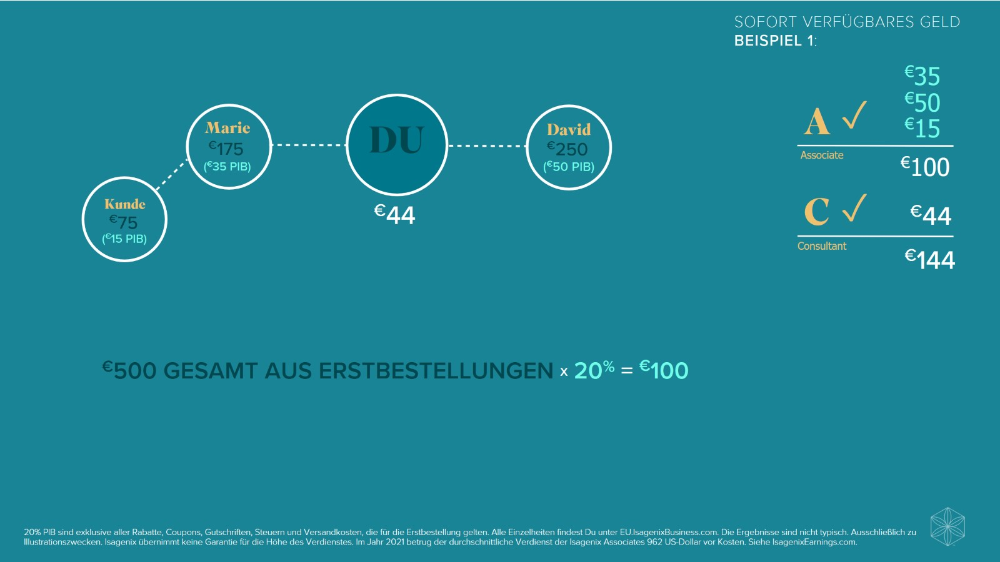 SOFORT VERFÜGBARES GELD
BEISPIEL 1:
€35
€50
€15
A ✓
Associate
€100
C ✓ €44
Consultant
€144
Marie
€175
(€35 PIB)
DU
€44
David
€250
(€50 PIB)
Kunde
€75
(€15 PIB)
€500 GESAMT AUS ERSTBESTELLUNGEN x 20% = €100
20% PIB sind exklusive aller Rabatte, Coupons, Gutschriften, Steuern und Versandkosten, die für die Erstbestellung gelten. Alle Einzelheiten findest Du unter EU.IsagenixBusiness.com. Die Ergebnisse sind nicht typisch. Ausschließlich zu
Illustrationszwecken. Isagenix übernimmt keine Garantie für die Höhe des Verdienstes. Im Jahr 2021 betrug der durchschnittliche Verdienst der Isagenix Associates 962 US-Dollar vor Kosten. Siehe IsagenixEarnings.com.